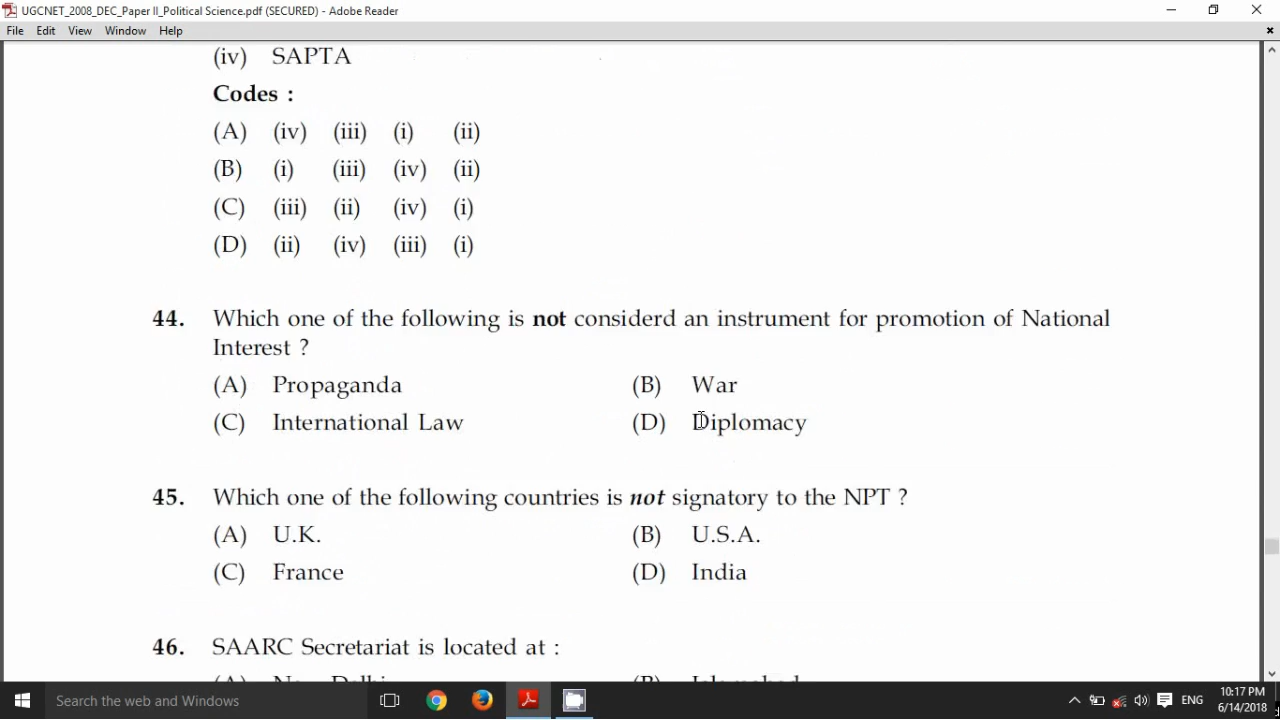 UGCNET_2008_DEC_Paper II_Political Science.pdf (SECURED) - Adobe Reader
File Edit View Window Help
(iv) SAPTA
Codes :
(A) (iv) (iii) (i) (ii)
(B) (i) (iii) (iv) (ii)
(C) (iii) (ii) (iv) (i)
(D) (ii) (iv) (iii) (i)
44. Which one of the following is not considerd an instrument for promotion of National
Interest ?
(A) Propaganda (B) War
(C) International Law (D) Diplomacy
45. Which one of the following countries is not signatory to the NPT ?
(A) U.K. (B) U.S.A.
(C) France (D) India
46. SAARC Secretariat is located at :
Search the web and Windows
ENG
10:17 PM
6/14/2018